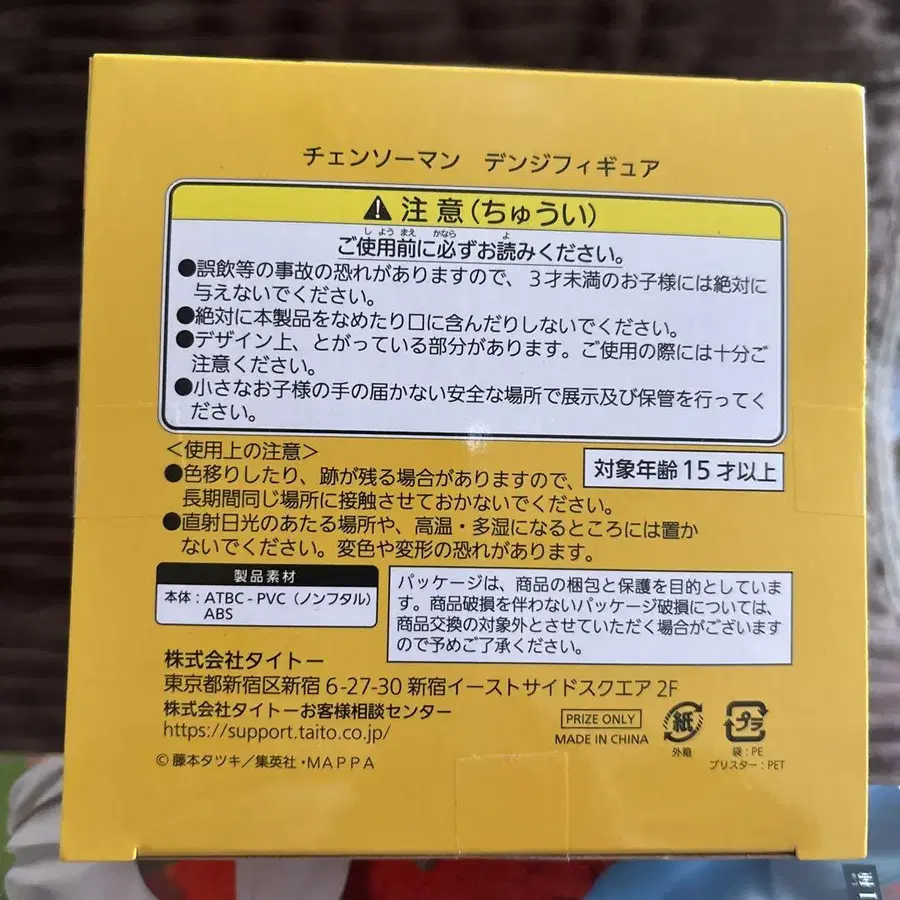 チェンソーマン デンジフィギュア
注意(ちゅうい)
しようまえ かなら よ
ご使用前に必ずお読みください。
●誤飲等の事故の恐れがありますので、3才未満のお子様には絶対に
与えないでください。
●絶対に本製品をなめたり口に含んだりしないでください。
●デザイン上、とがっている部分があります。ご使用の際には十分ご
注意ください。
●小さなお子様の手の届かない安全な場所で展示及び保管を行ってく
ださい。
＜使用上の注意＞
●色移りしたり、跡が残る場合がありますので、
長期間同じ場所に接触させておかないでください。
対象年齢15才以上
●直射日光のあたる場所や、高温・多湿になるところには置か
ないでください。変色や変形の恐れがあります。
製品素材
本体：ATBC-PVC（ノンフタル）
ABS
パッケージは、商品の梱包と保護を目的としていま
す。商品破損を伴わないパッケージ破損については、
商品交換の対象外とさせていただく場合がございます
ので予めご了承ください。
株式会社タイトー
東京都新宿区新宿6-27-30 新宿イーストサイドスクエア2F
株式会社タイトーお客様相談センター
https://support.taito.co.jp/
©藤本タツキ/集英社・MAPPA
PRIZE ONLY
MADE IN CHINA
紙
外箱
プラ
袋：PE
ブリスター：PET
1種